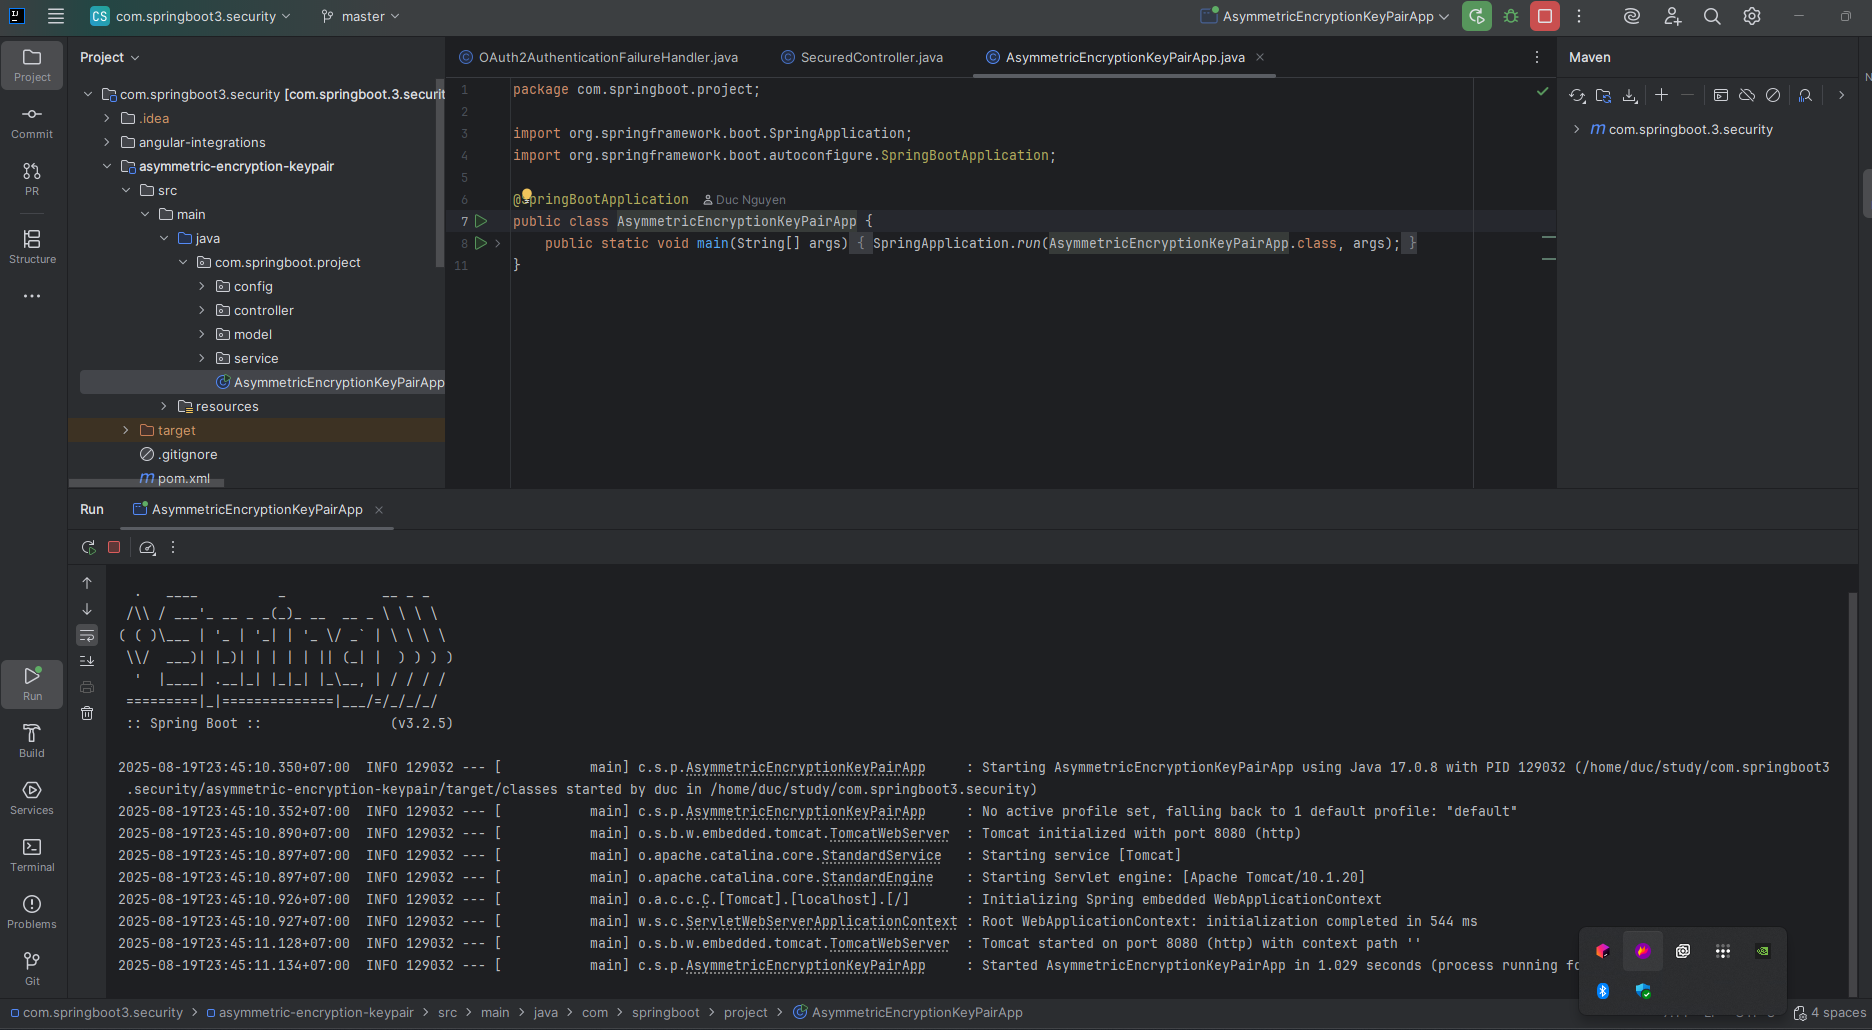 CS com.springboot3.security master AsymmetricEncryptionKeyPairApp
Project
Commit
PR
Structure
Project
com.springboot3.security [com.springboot.3.securit
.idea
angular-integrations
asymmetric-encryption-keypair
src
main
java
com.springboot.project
config
controller
model
service
AsymmetricEncryptionKeyPairApp
resources
target
.gitignore
pom.xml
OAuth2AuthenticationFailureHandler.java SecuredController.java AsymmetricEncryptionKeyPairApp.java
1 package com.springboot.project;
2
3 import org.springframework.boot.SpringApplication;
4 import org.springframework.boot.autoconfigure.SpringBootApplication;
5
6 @SpringBootApplication Duc Nguyen
7 public class AsymmetricEncryptionKeyPairApp {
8 public static void main(String[] args) { SpringApplication.run(AsymmetricEncryptionKeyPairApp.class, args); }
11 }
Maven
m com.springboot.3.security
Run AsymmetricEncryptionKeyPairApp
Run
Build
Services
Terminal
Problems
Git
  .   ____          _            __ _ _
 /\\ / ___'_ __ _ _(_)_ __  __ _ \ \ \ \
( ( )\___ | '_ | '_| | '_ \/ _` | \ \ \ \
 \\/  ___)| |_)| | | | | || (_| |  ) ) ) )
  '  |____| .__|_| |_|_| |_\__, | / / / /
 =========|_|==============|___/=/_/_/_/
 :: Spring Boot ::                (v3.2.5)
2025-08-19T23:45:10.350+07:00  INFO 129032 --- [           main] c.s.p.AsymmetricEncryptionKeyPairApp     : Starting AsymmetricEncryptionKeyPairApp using Java 17.0.8 with PID 129032 (/home/duc/study/com.springboot3
.security/asymmetric-encryption-keypair/target/classes started by duc in /home/duc/study/com.springboot3.security)
2025-08-19T23:45:10.352+07:00  INFO 129032 --- [           main] c.s.p.AsymmetricEncryptionKeyPairApp     : No active profile set, falling back to 1 default profile: "default"
2025-08-19T23:45:10.890+07:00  INFO 129032 --- [           main] o.s.b.w.embedded.tomcat.TomcatWebServer  : Tomcat initialized with port 8080 (http)
2025-08-19T23:45:10.897+07:00  INFO 129032 --- [           main] o.apache.catalina.core.StandardService   : Starting service [Tomcat]
2025-08-19T23:45:10.897+07:00  INFO 129032 --- [           main] o.apache.catalina.core.StandardEngine    : Starting Servlet engine: [Apache Tomcat/10.1.20]
2025-08-19T23:45:10.926+07:00  INFO 129032 --- [           main] o.a.c.c.C.[Tomcat].[localhost].[/]       : Initializing Spring embedded WebApplicationContext
2025-08-19T23:45:10.927+07:00  INFO 129032 --- [           main] w.s.c.ServletWebServerApplicationContext : Root WebApplicationContext: initialization completed in 544 ms
2025-08-19T23:45:11.128+07:00  INFO 129032 --- [           main] o.s.b.w.embedded.tomcat.TomcatWebServer  : Tomcat started on port 8080 (http) with context path ''
2025-08-19T23:45:11.134+07:00  INFO 129032 --- [           main] c.s.p.AsymmetricEncryptionKeyPairApp     : Started AsymmetricEncryptionKeyPairApp in 1.029 seconds (process running fo
com.springboot3.security > asymmetric-encryption-keypair > src > main > java > com > springboot > project > AsymmetricEncryptionKeyPairApp 4 spaces